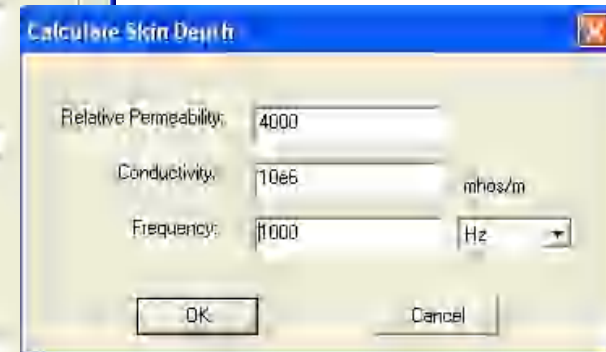 Calculate Skin Depth
Relative Permeability: 4000
Conductivity: 10e6 mhos/m
Frequency: 1000 Hz
OK Cancel